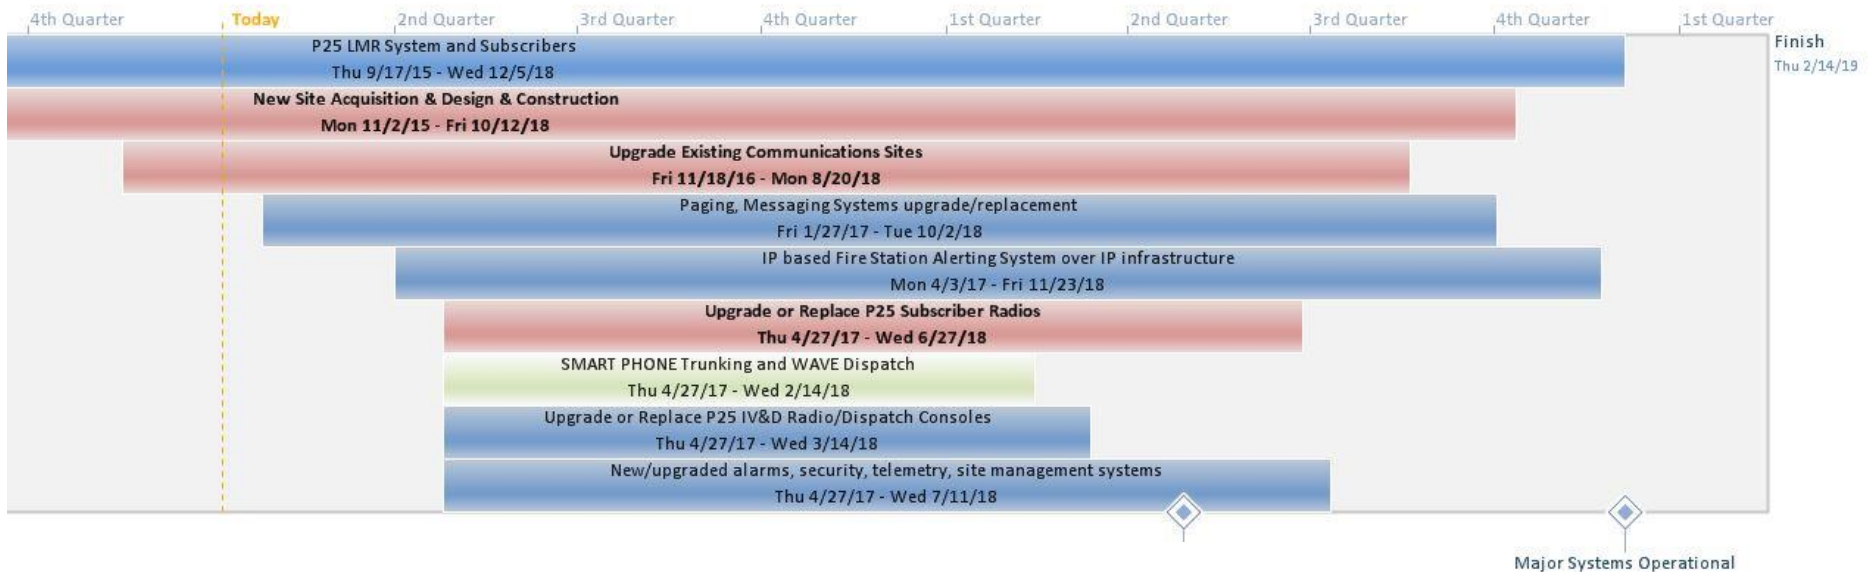 4th Quarter Today 2nd Quarter 3rd Quarter 4th Quarter 1st Quarter 2nd Quarter 3rd Quarter 4th Quarter 1st Quarter
P25 LMR System and Subscribers
Thu 9/17/15 - Wed 12/5/18
Finish
Thu 2/14/19
New Site Acquisition & Design & Construction
Mon 11/2/15 - Fri 10/12/18
Upgrade Existing Communications Sites
Fri 11/18/16 - Mon 8/20/18
Paging, Messaging Systems upgrade/replacement
Fri 1/27/17 - Tue 10/2/18
IP based Fire Station Alerting System over IP infrastructure
Mon 4/3/17 - Fri 11/23/18
Upgrade or Replace P25 Subscriber Radios
Thu 4/27/17 - Wed 6/27/18
SMART PHONE Trunking and WAVE Dispatch
Thu 4/27/17 - Wed 2/14/18
Upgrade or Replace P25 IV&D Radio/Dispatch Consoles
Thu 4/27/17 - Wed 3/14/18
New/upgraded alarms, security, telemetry, site management systems
Thu 4/27/17 - Wed 7/11/18
Major Systems Operational